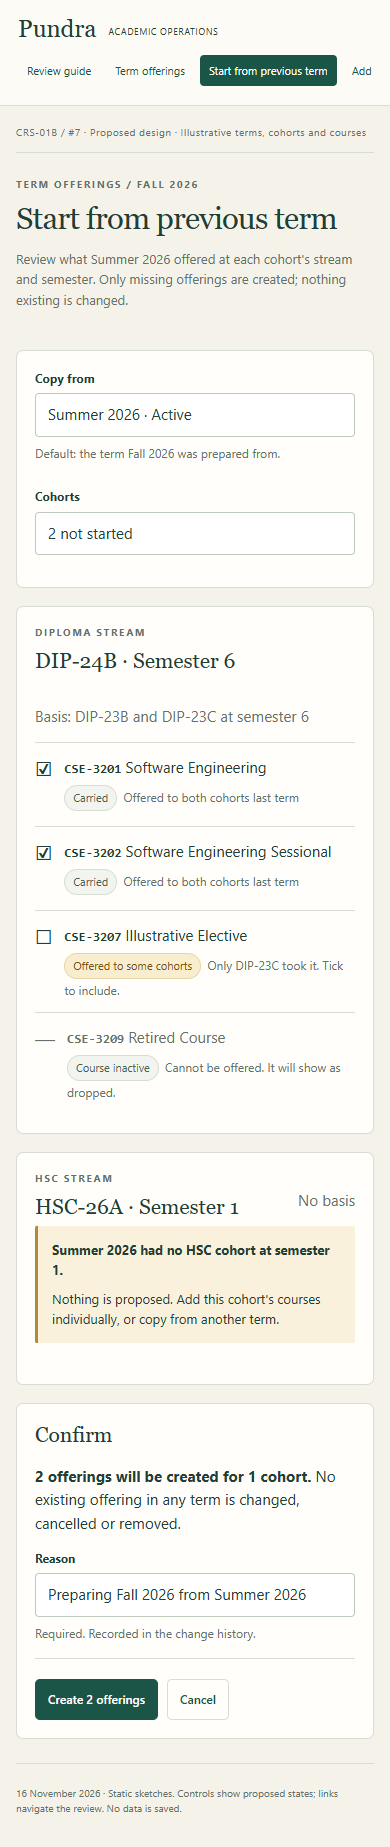 Pundra ACADEMIC OPERATIONS
Review guide Term offerings Start from previous term Add
CRS-01B / #7 · Proposed design · Illustrative terms, cohorts and courses
TERM OFFERINGS / FALL 2026
Start from previous term
Review what Summer 2026 offered at each cohort's stream
and semester. Only missing offerings are created; nothing
existing is changed.
Copy from
Summer 2026 · Active
Default: the term Fall 2026 was prepared from.
Cohorts
2 not started
DIPLOMA STREAM
DIP-24B · Semester 6
Basis: DIP-23B and DIP-23C at semester 6
CSE-3201 Software Engineering
Carried Offered to both cohorts last term
CSE-3202 Software Engineering Sessional
Carried Offered to both cohorts last term
CSE-3207 Illustrative Elective
Offered to some cohorts Only DIP-23C took it. Tick
to include.
— CSE-3209 Retired Course
Course inactive Cannot be offered. It will show as
dropped.
HSC STREAM
HSC-26A · Semester 1 No basis
Summer 2026 had no HSC cohort at semester
1.
Nothing is proposed. Add this cohort's courses
individually, or copy from another term.
Confirm
2 offerings will be created for 1 cohort. No
existing offering in any term is changed,
cancelled or removed.
Reason
Preparing Fall 2026 from Summer 2026
Required. Recorded in the change history.
Create 2 offerings Cancel
16 November 2026 · Static sketches. Controls show proposed states; links
navigate the review. No data is saved.